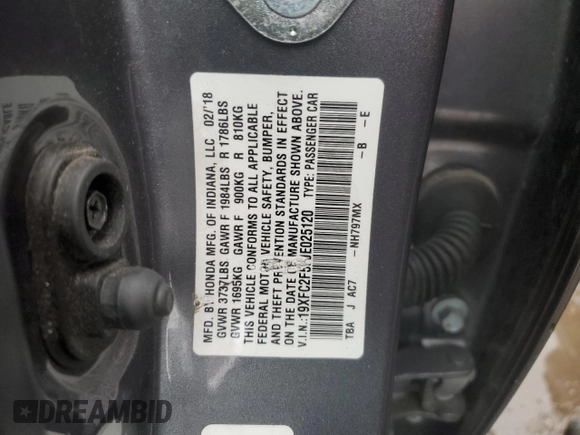 MFD. BY HONDA MFG. OF INDIANA, LLC 02/'18
GVWR 3737LBS GAWR F 1984LBS R 1786LBS
GVWR 1695KG GAWR F 900KG R 810KG
THIS VEHICLE CONFORMS TO ALL APPLICABLE
FEDERAL MOTOR VEHICLE SAFETY, BUMPER,
AND THEFT PREVENTION STANDARDS IN EFFECT
ON THE DATE OF MANUFACTURE SHOWN ABOVE.
V.I.N.: TYPE: PASSENGER CAR
TBA J AC7 -NH797MX -B -E
DREAMBID